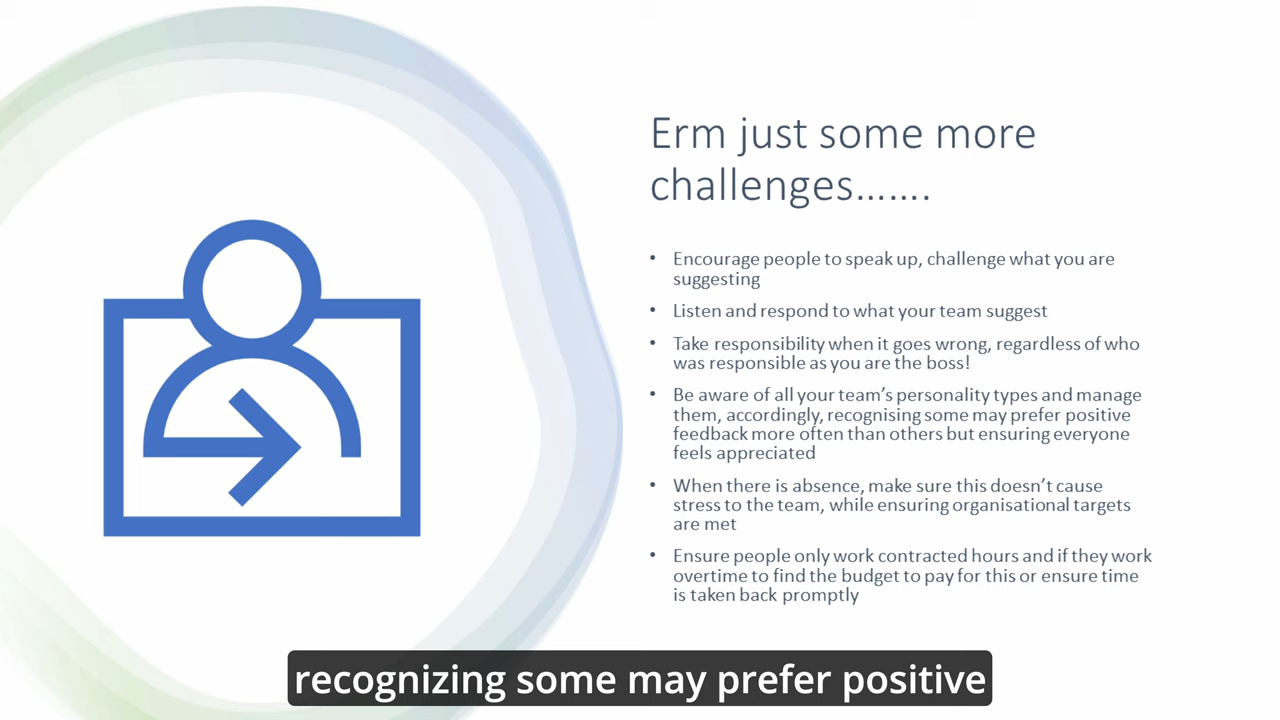 Erm just some more
challenges…….
• Encourage people to speak up, challenge what you are
suggesting
• Listen and respond to what your team suggest
• Take responsibility when it goes wrong, regardless of who
was responsible as you are the boss!
• Be aware of all your team’s personality types and manage
them, accordingly, recognising some may prefer positive
feedback more often than others but ensuring everyone
feels appreciated
• When there is absence, make sure this doesn’t cause
stress to the team, while ensuring organisational targets
are met
• Ensure people only work contracted hours and if they work
overtime to find the budget to pay for this or ensure time
is taken back promptly
recognizing some may prefer positive